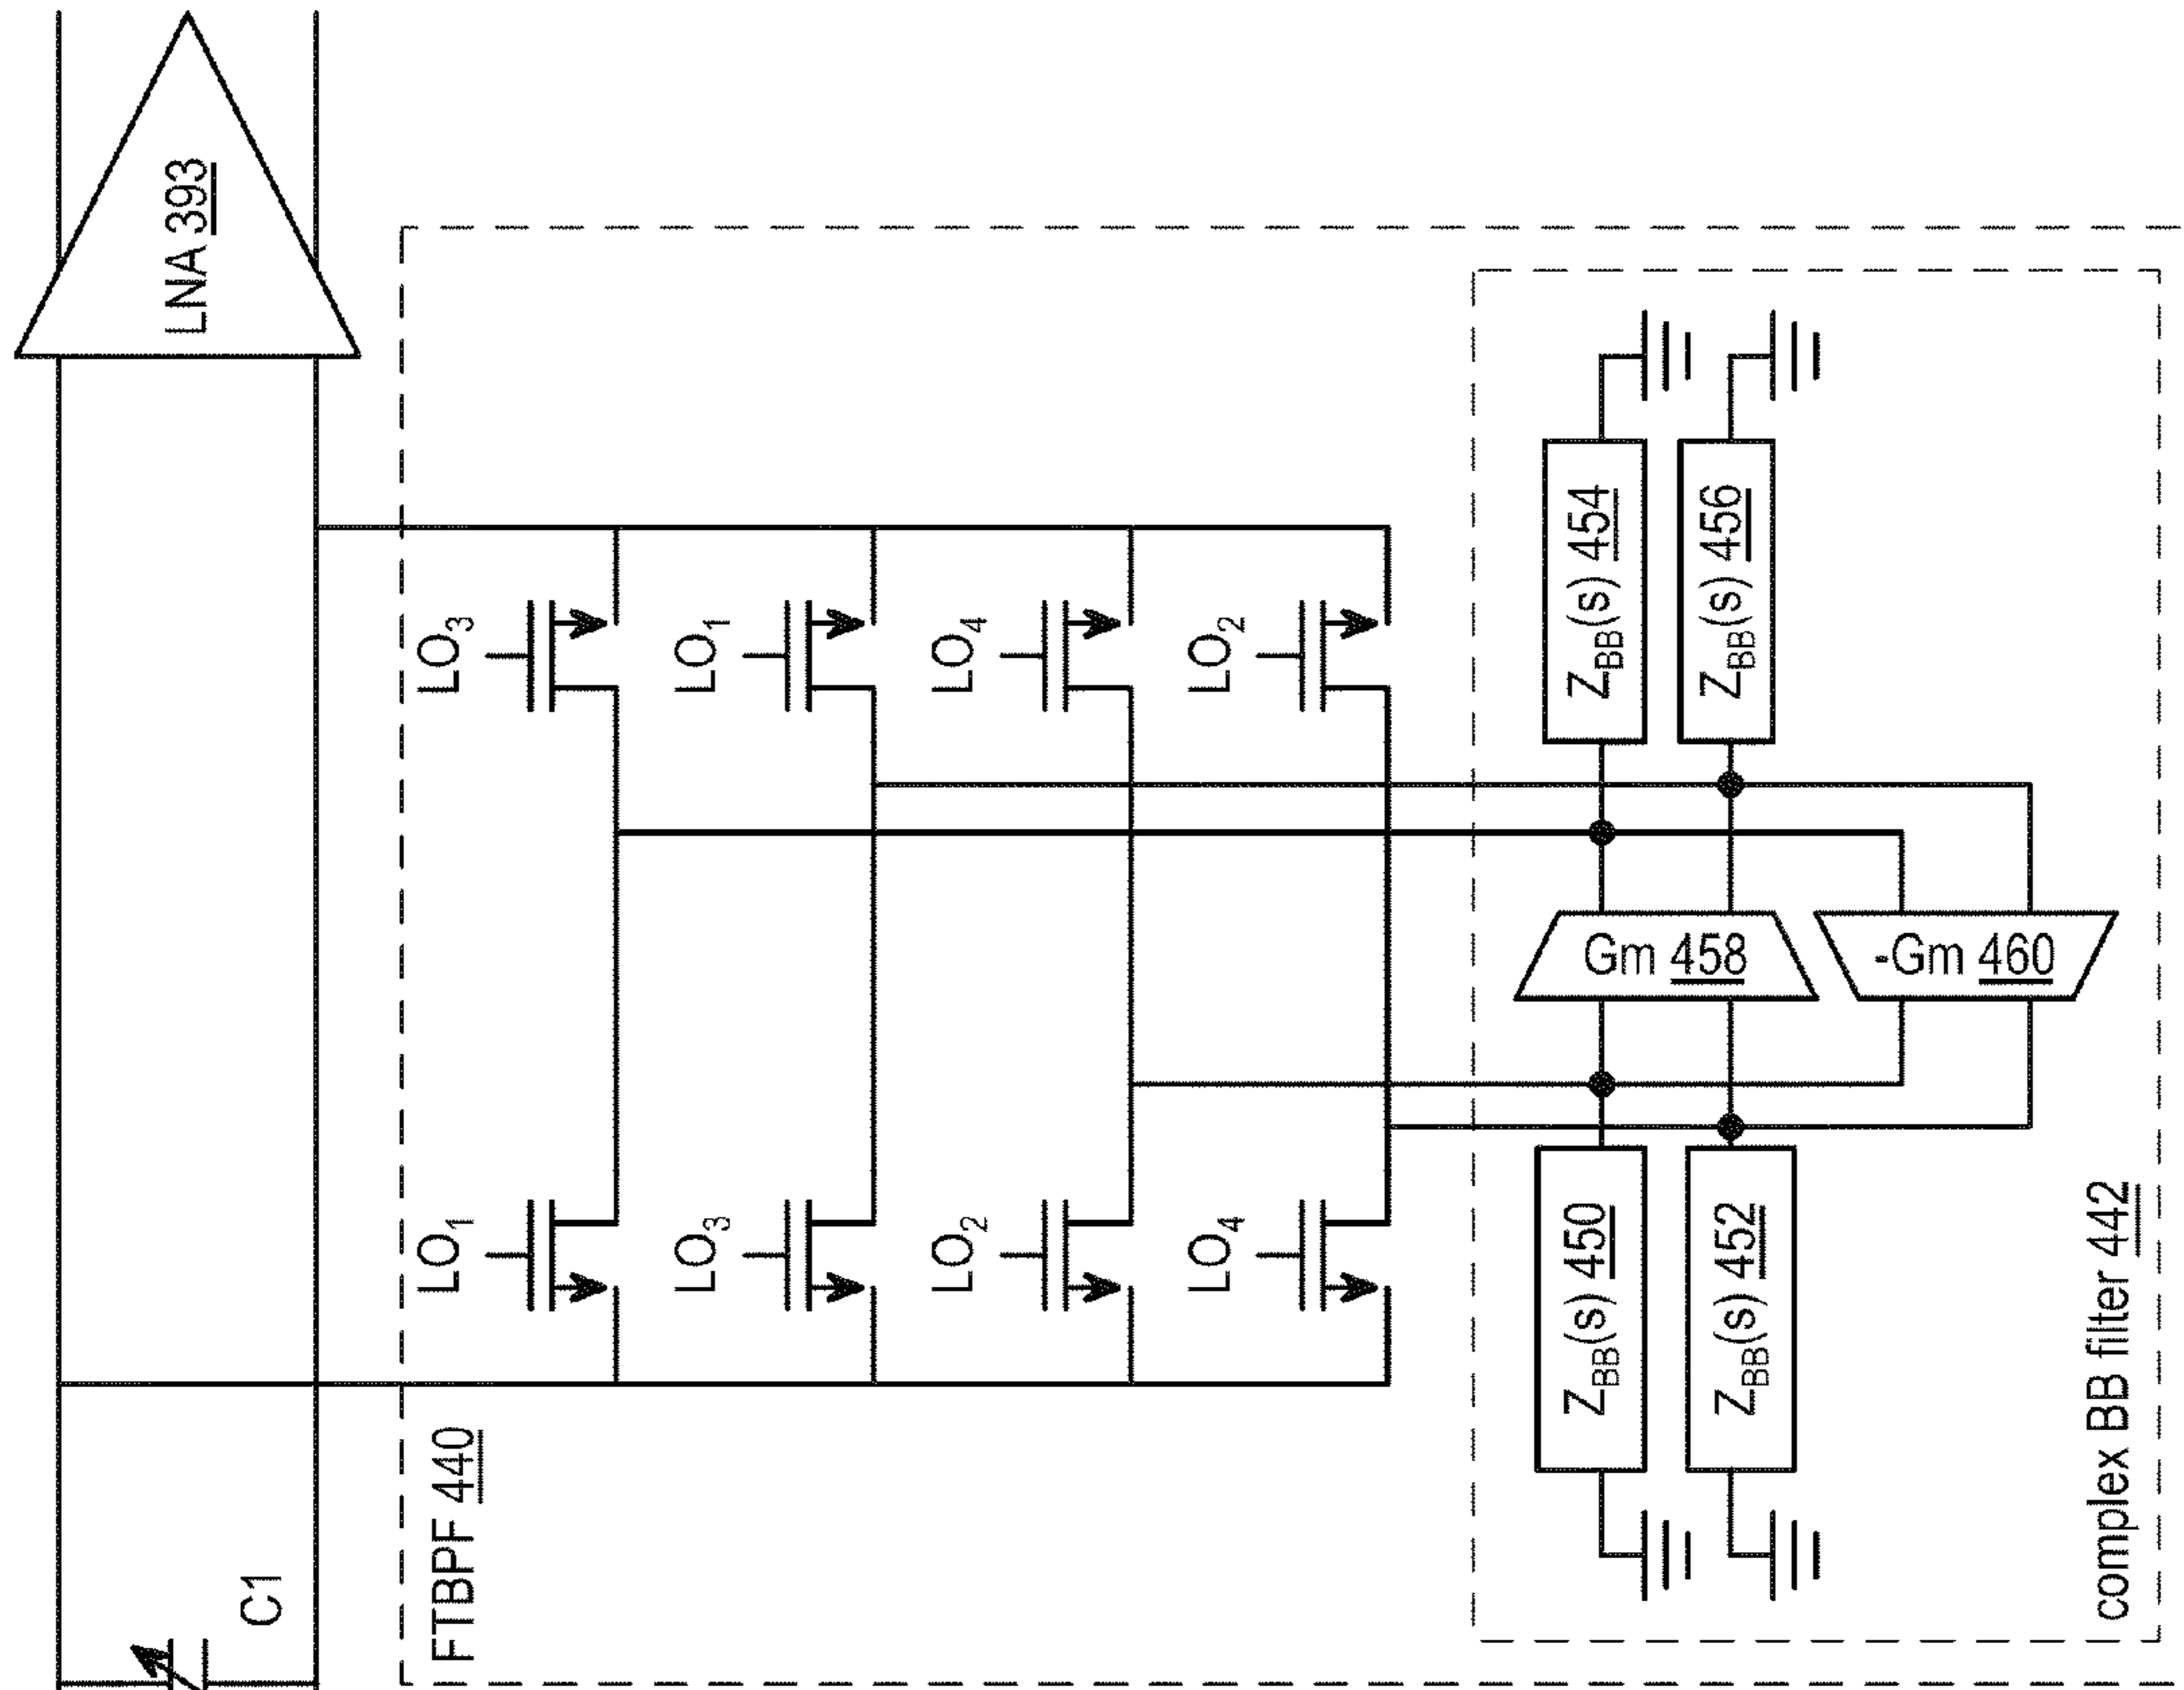 LNA 393
C1
FTBPF 440
LO1
LO3
LO3
LO1
LO2
LO4
LO4
LO2
ZBB(s) 450
ZBB(s) 454
ZBB(s) 452
ZBB(s) 456
Gm 458
-Gm 460
complex BB filter 442